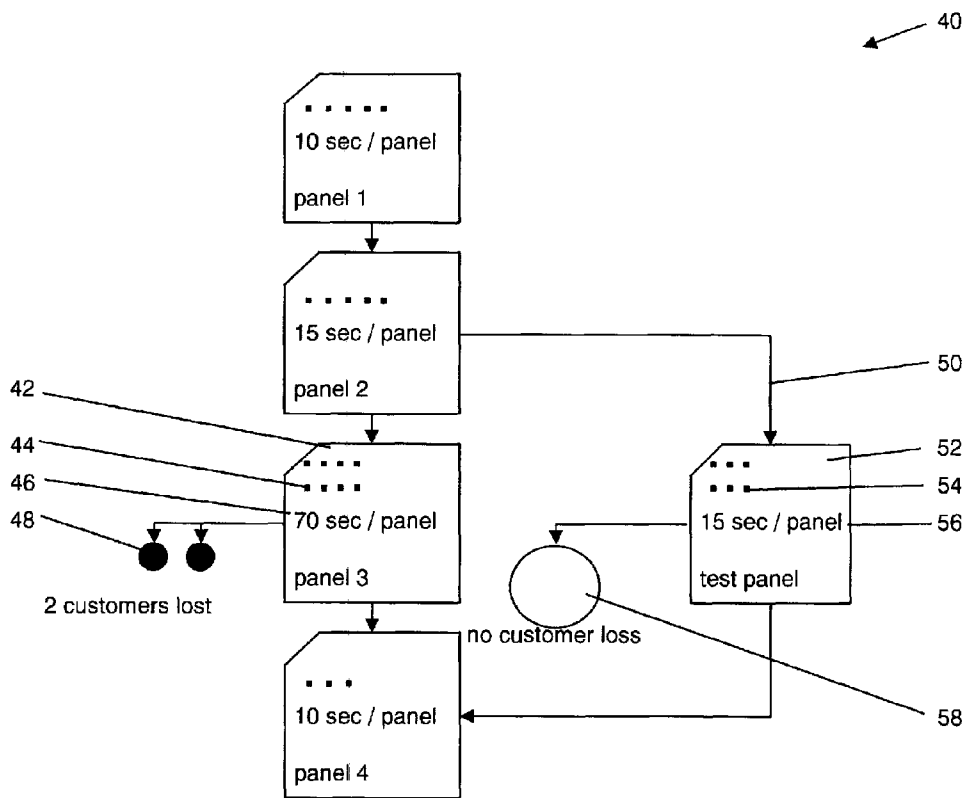 40
10 sec / panel
panel 1
15 sec / panel
panel 2
50
42
44
46
48
70 sec / panel
panel 3
2 customers lost
52
54
56
15 sec / panel
test panel
no customer loss
58
10 sec / panel
panel 4